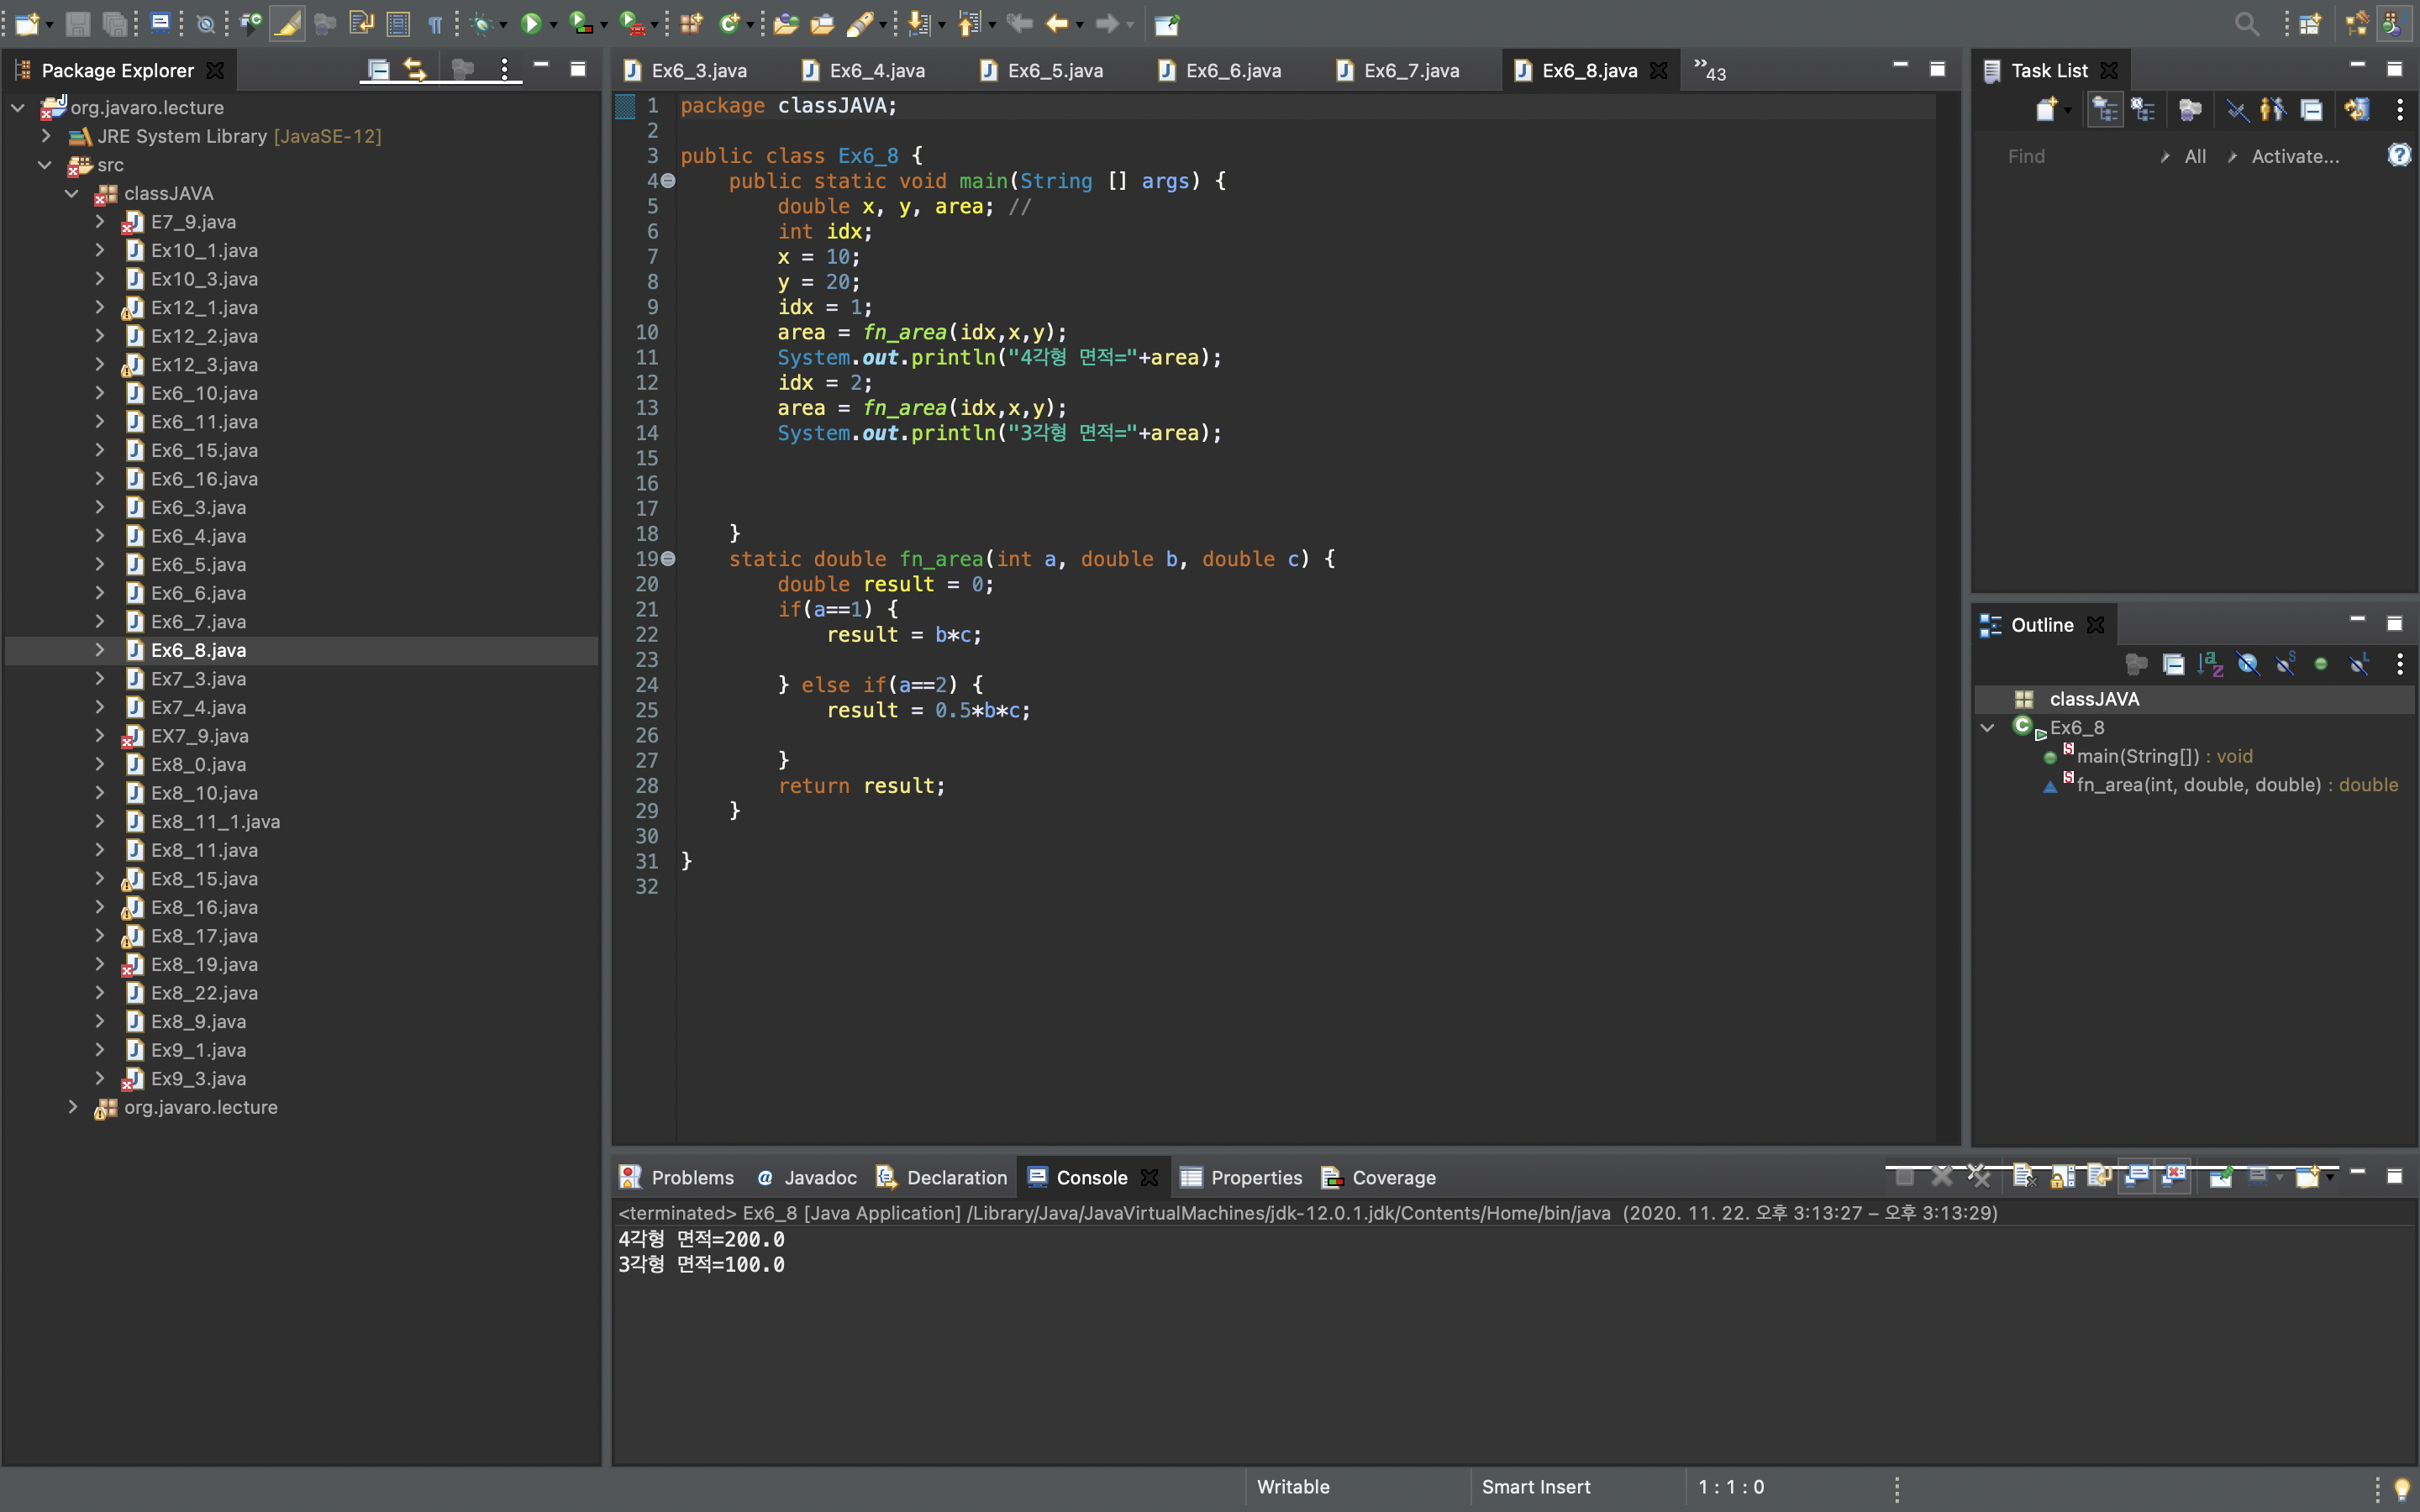 Package Explorer
org.javaro.lecture
JRE System Library [JavaSE-12]
src
classJAVA
E7_9.java
Ex10_1.java
Ex10_3.java
Ex12_1.java
Ex12_2.java
Ex12_3.java
Ex6_10.java
Ex6_11.java
Ex6_15.java
Ex6_16.java
Ex6_3.java
Ex6_4.java
Ex6_5.java
Ex6_6.java
Ex6_7.java
Ex6_8.java
Ex7_3.java
Ex7_4.java
EX7_9.java
Ex8_0.java
Ex8_10.java
Ex8_11_1.java
Ex8_11.java
Ex8_15.java
Ex8_16.java
Ex8_17.java
Ex8_19.java
Ex8_22.java
Ex8_9.java
Ex9_1.java
Ex9_3.java
org.javaro.lecture
Ex6_3.java Ex6_4.java Ex6_5.java Ex6_6.java Ex6_7.java Ex6_8.java »43
1 package classJAVA;
2
3 public class Ex6_8 {
4 public static void main(String [] args) {
5 double x, y, area; //
6 int idx;
7 x = 10;
8 y = 20;
9 idx = 1;
10 area = fn_area(idx,x,y);
11 System.out.println("4각형 면적="+area);
12 idx = 2;
13 area = fn_area(idx,x,y);
14 System.out.println("3각형 면적="+area);
15
16
17
18 }
19 static double fn_area(int a, double b, double c) {
20 double result = 0;
21 if(a==1) {
22 result = b*c;
23
24 } else if(a==2) {
25 result = 0.5*b*c;
26
27 }
28 return result;
29 }
30
31 }
32
Task List
Find All Activate...
Outline
classJAVA
Ex6_8
main(String[]) : void
fn_area(int, double, double) : double
Problems Javadoc Declaration Console Properties Coverage
<terminated> Ex6_8 [Java Application] /Library/Java/JavaVirtualMachines/jdk-12.0.1.jdk/Contents/Home/bin/java (2020. 11. 22. 오후 3:13:27 – 오후 3:13:29)
4각형 면적=200.0
3각형 면적=100.0
Writable Smart Insert 1 : 1 : 0